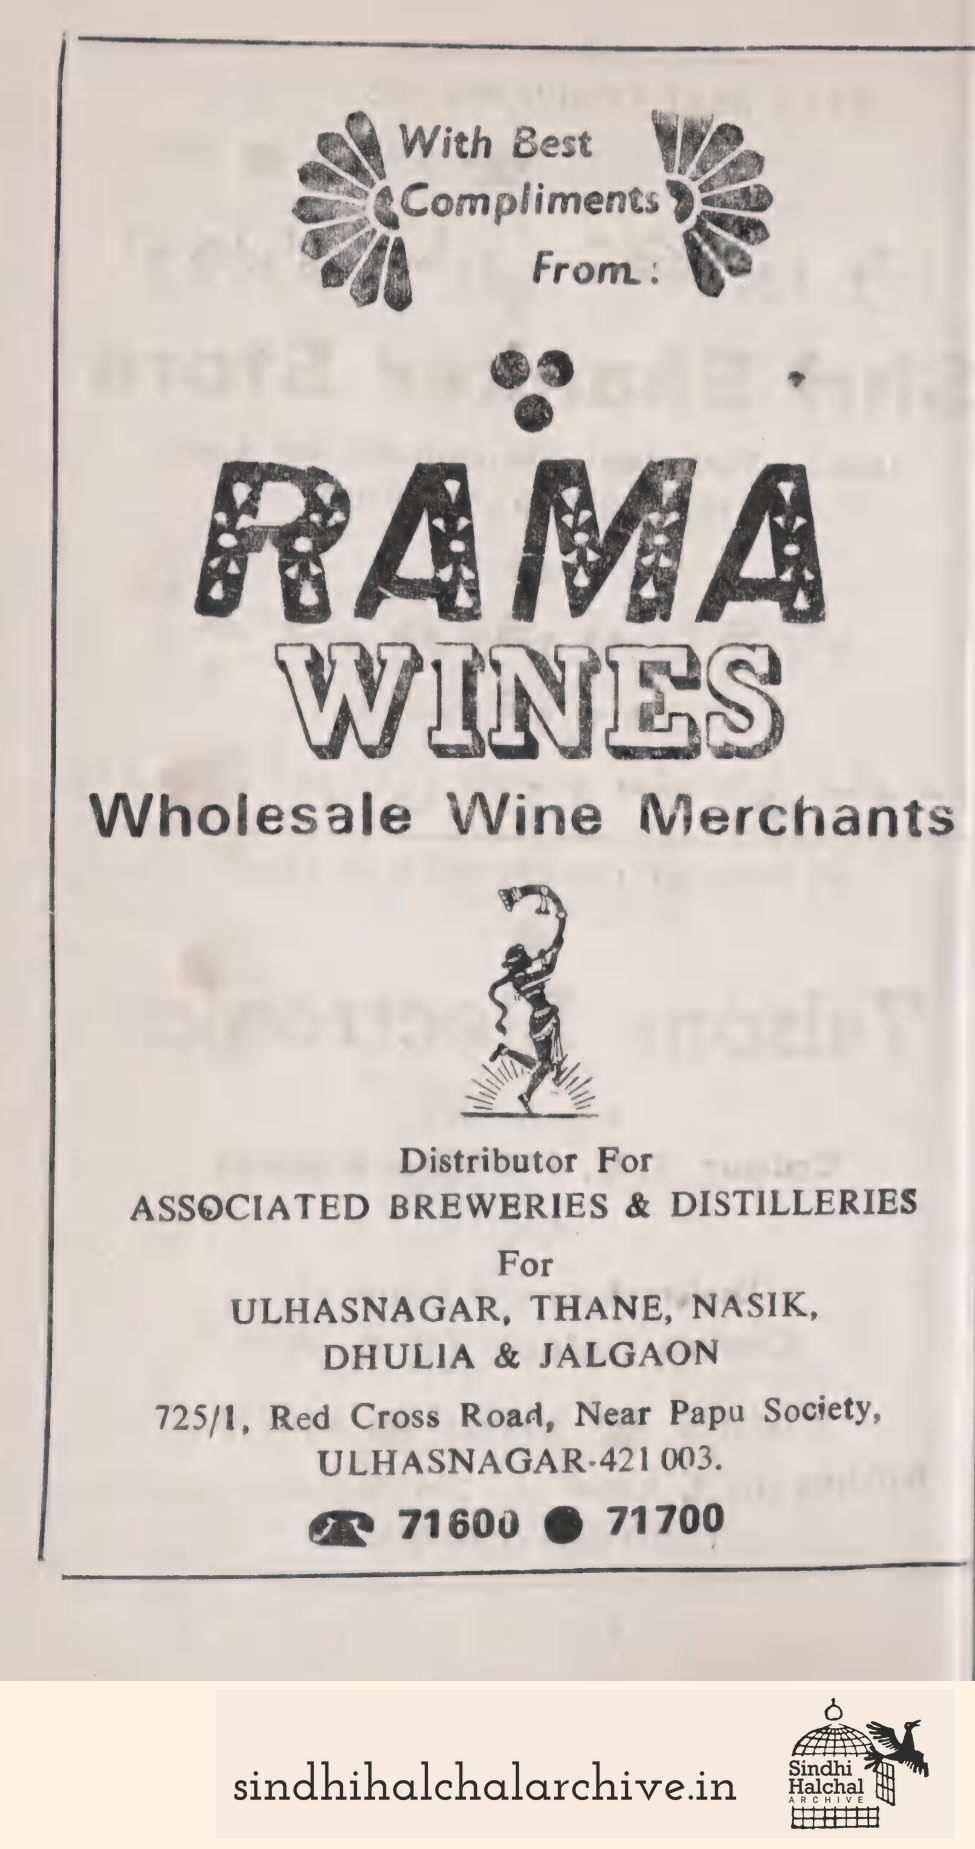 With Best
Compliments
From :
RAMA
WINES
Wholesale Wine Merchants
Distributor For
ASSOCIATED BREWERIES & DISTILLERIES
For
ULHASNAGAR, THANE, NASIK,
DHULIA & JALGAON
725/1, Red Cross Road, Near Papu Society,
ULHASNAGAR-421 003.
71600 ● 71700
sindhihalchalarchive.in
Sindhi
Halchal
ARCHIVE